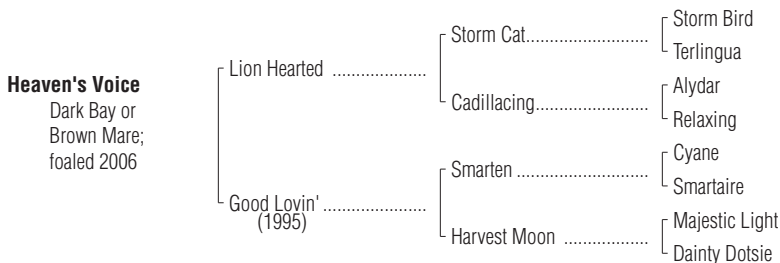 Heaven's Voice
Dark Bay or
Brown Mare;
foaled 2006
Lion Hearted ....................
Good Lovin' ......................
(1995)
Storm Cat..........................
Cadillacing........................
Smarten ............................
Harvest Moon ..................
Storm Bird
Terlingua
Alydar
Relaxing
Cyane
Smartaire
Majestic Light
Dainty Dotsie